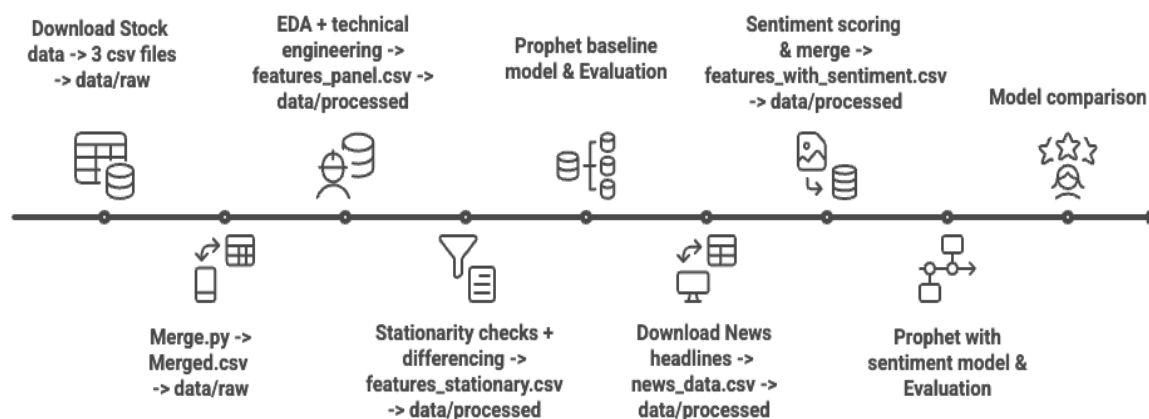 Download Stock
data -> 3 csv files
-> data/raw
EDA + technical
engineering ->
features_panel.csv ->
data/processed
Prophet baseline
model & Evaluation
Sentiment scoring
& merge ->
features_with_sentiment.csv
-> data/processed
Model comparison
Merge.py ->
Merged.csv
-> data/raw
Stationarity checks +
differencing ->
features_stationary.csv
-> data/processed
Download News
headlines ->
news_data.csv ->
data/processed
Prophet with
sentiment model &
Evaluation